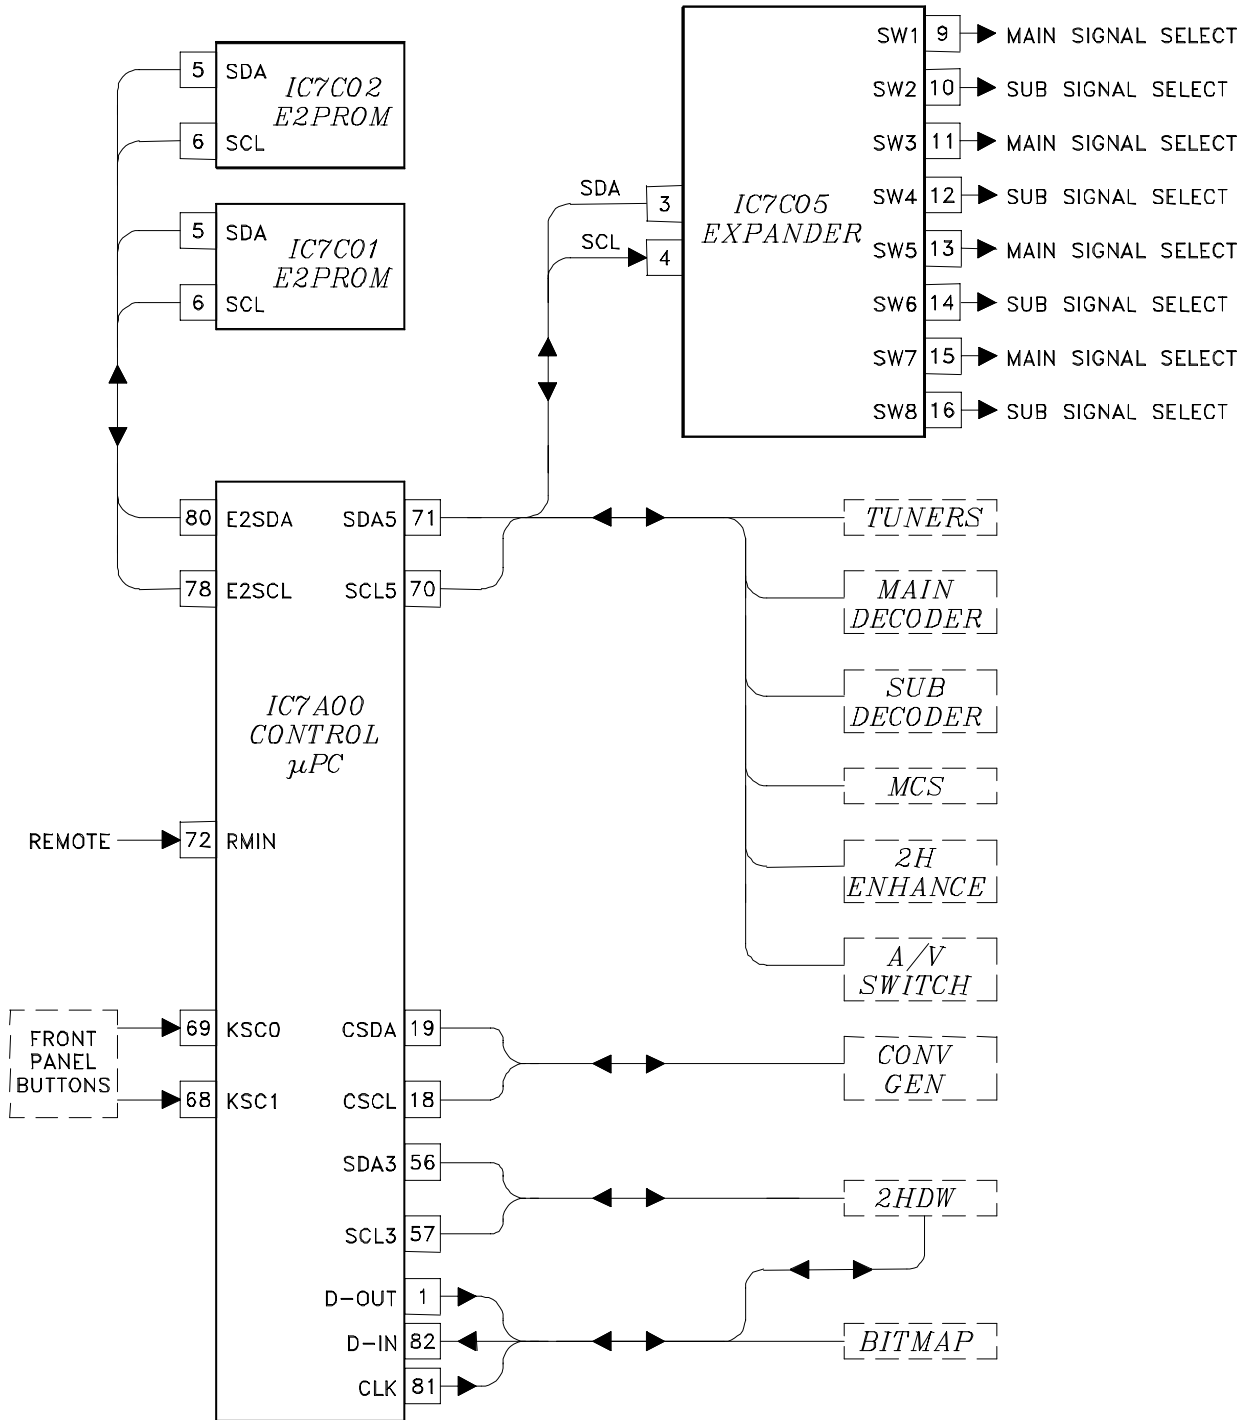 SW1 9 MAIN SIGNAL SELECT
5 SDA
IC7C02
E2PROM
SW2 10 SUB SIGNAL SELECT
6 SCL
SW3 11 MAIN SIGNAL SELECT
SDA
3
IC7C05
EXPANDER
SW4 12 SUB SIGNAL SELECT
5 SDA
IC7C01
E2PROM
SCL
4
SW5 13 MAIN SIGNAL SELECT
6 SCL
SW6 14 SUB SIGNAL SELECT
SW7 15 MAIN SIGNAL SELECT
SW8 16 SUB SIGNAL SELECT
80 E2SDA
SDA5 71
TUNERS
78 E2SCL
SCL5 70
MAIN
DECODER
IC7A00
CONTROL
µPC
SUB
DECODER
MCS
REMOTE
72 RMIN
2H
ENHANCE
A/V
SWITCH
FRONT
PANEL
BUTTONS
69 KSC0
CSDA 19
68 KSC1
CSCL 18
CONV
GEN
SDA3 56
SCL3 57
2HDW
D-OUT 1
D-IN 82
BITMAP
CLK 81